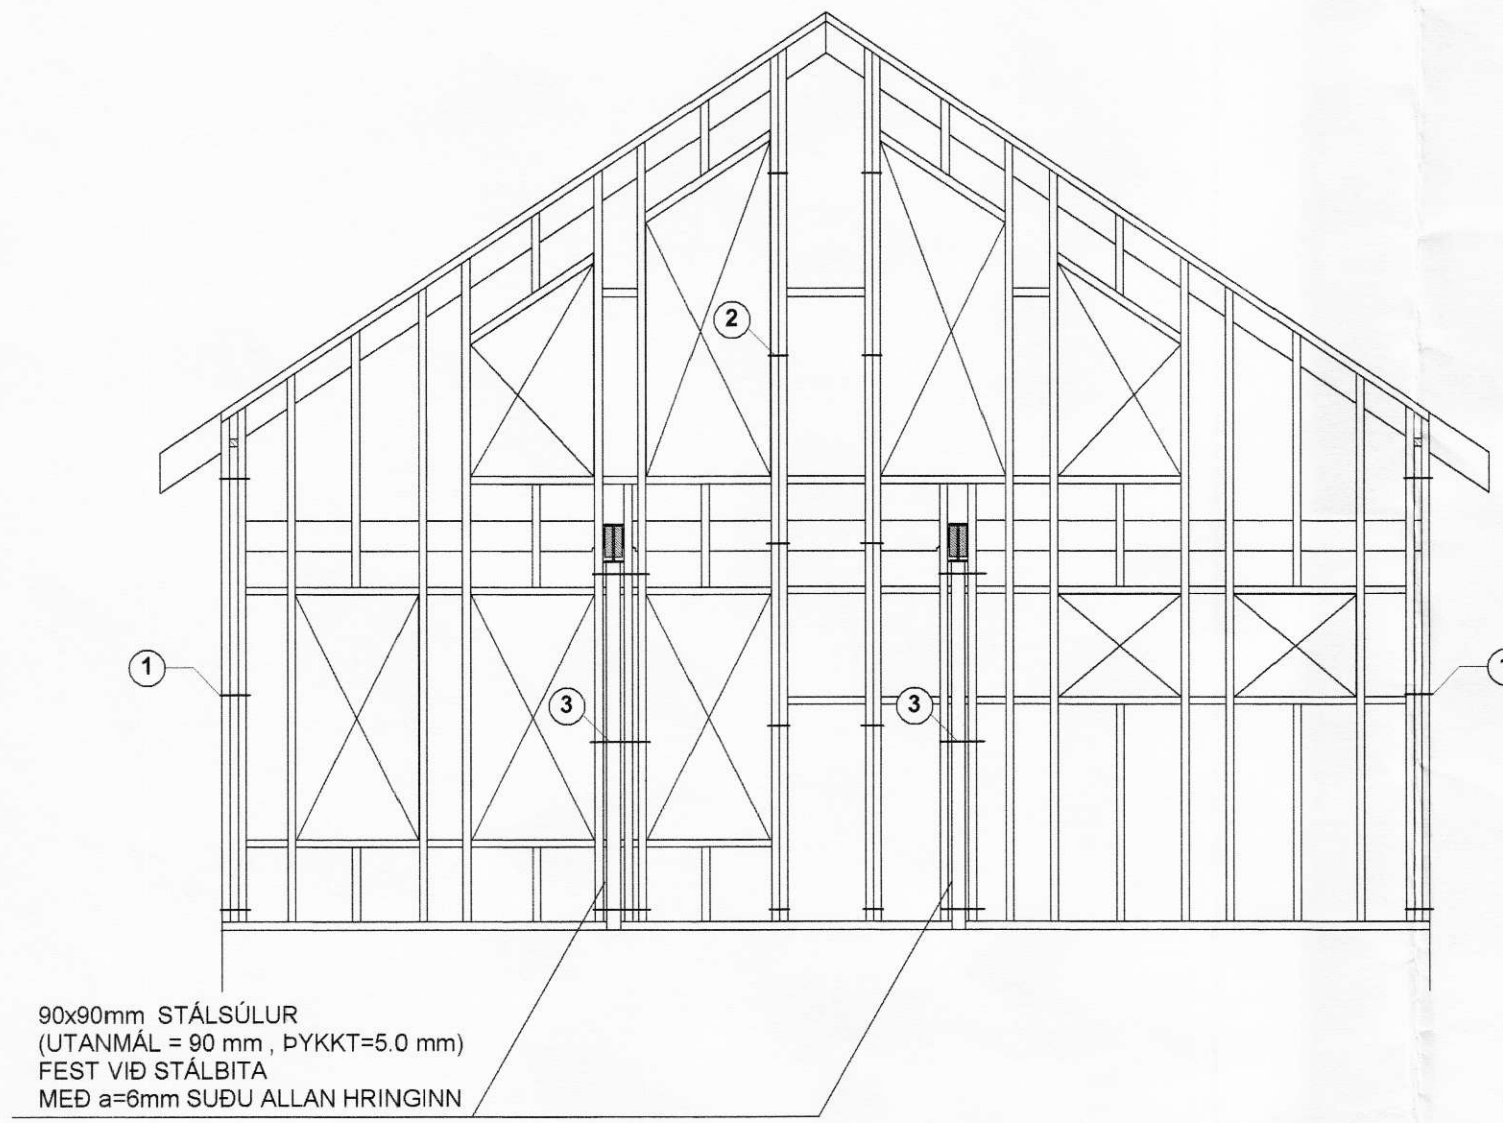 2
1
3
3
1
90x90mm STÁLSÚLUR
(UTANMÁL = 90 mm , ÞYKKT=5.0 mm)
FEST VIÐ STÁLBITA
MEÐ a=6mm SUÐU ALLAN HRINGINN